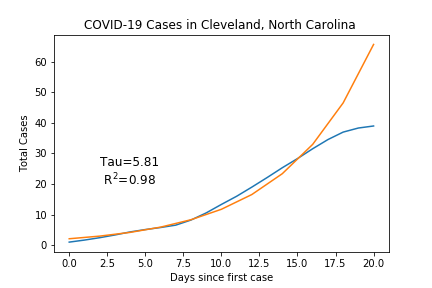 COVID-19 Cases in Cleveland, North Carolina
Total Cases
60
50
40
30
20
10
0
Tau=5.81
R²=0.98
0.0 2.5 5.0 7.5 10.0 12.5 15.0 17.5 20.0
Days since first case